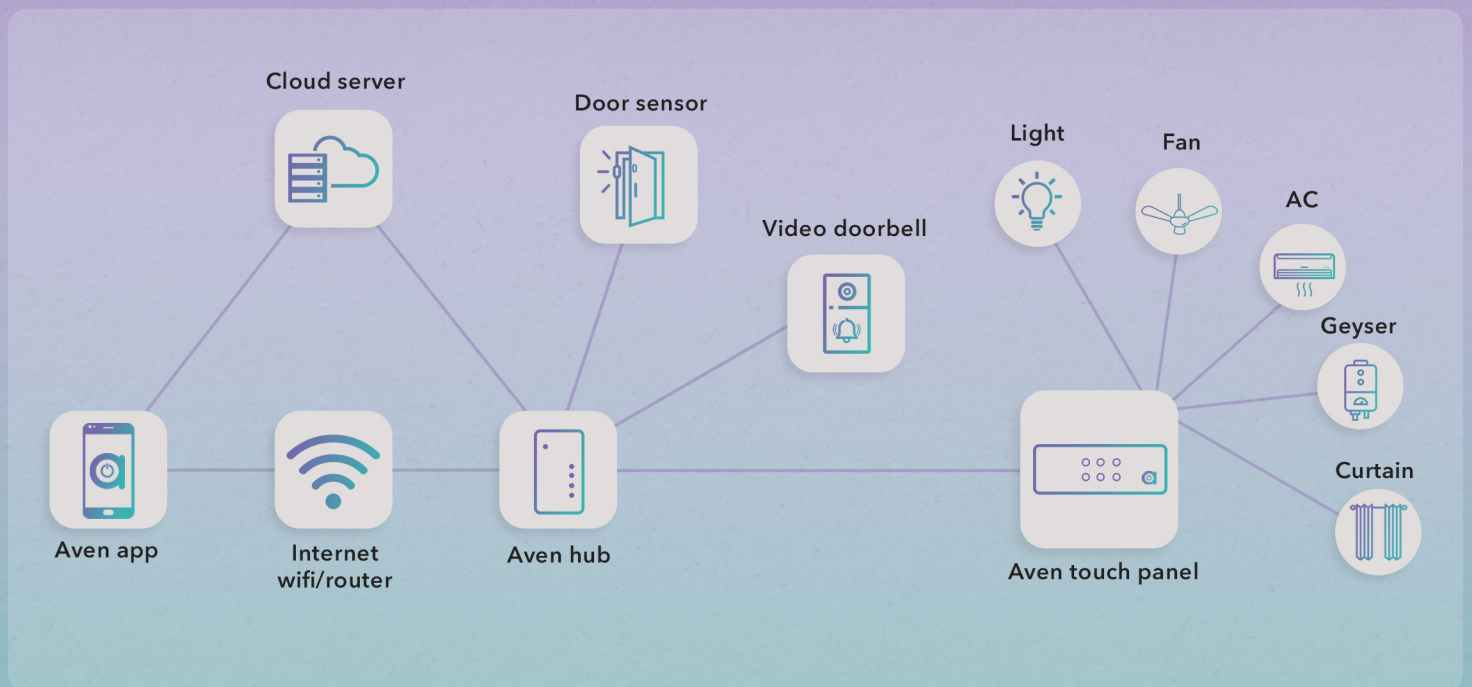 Cloud server
Door sensor
Light
Fan
AC
Video doorbell
Geyser
Curtain
Aven app
Internet
wifi/router
Aven hub
Aven touch panel